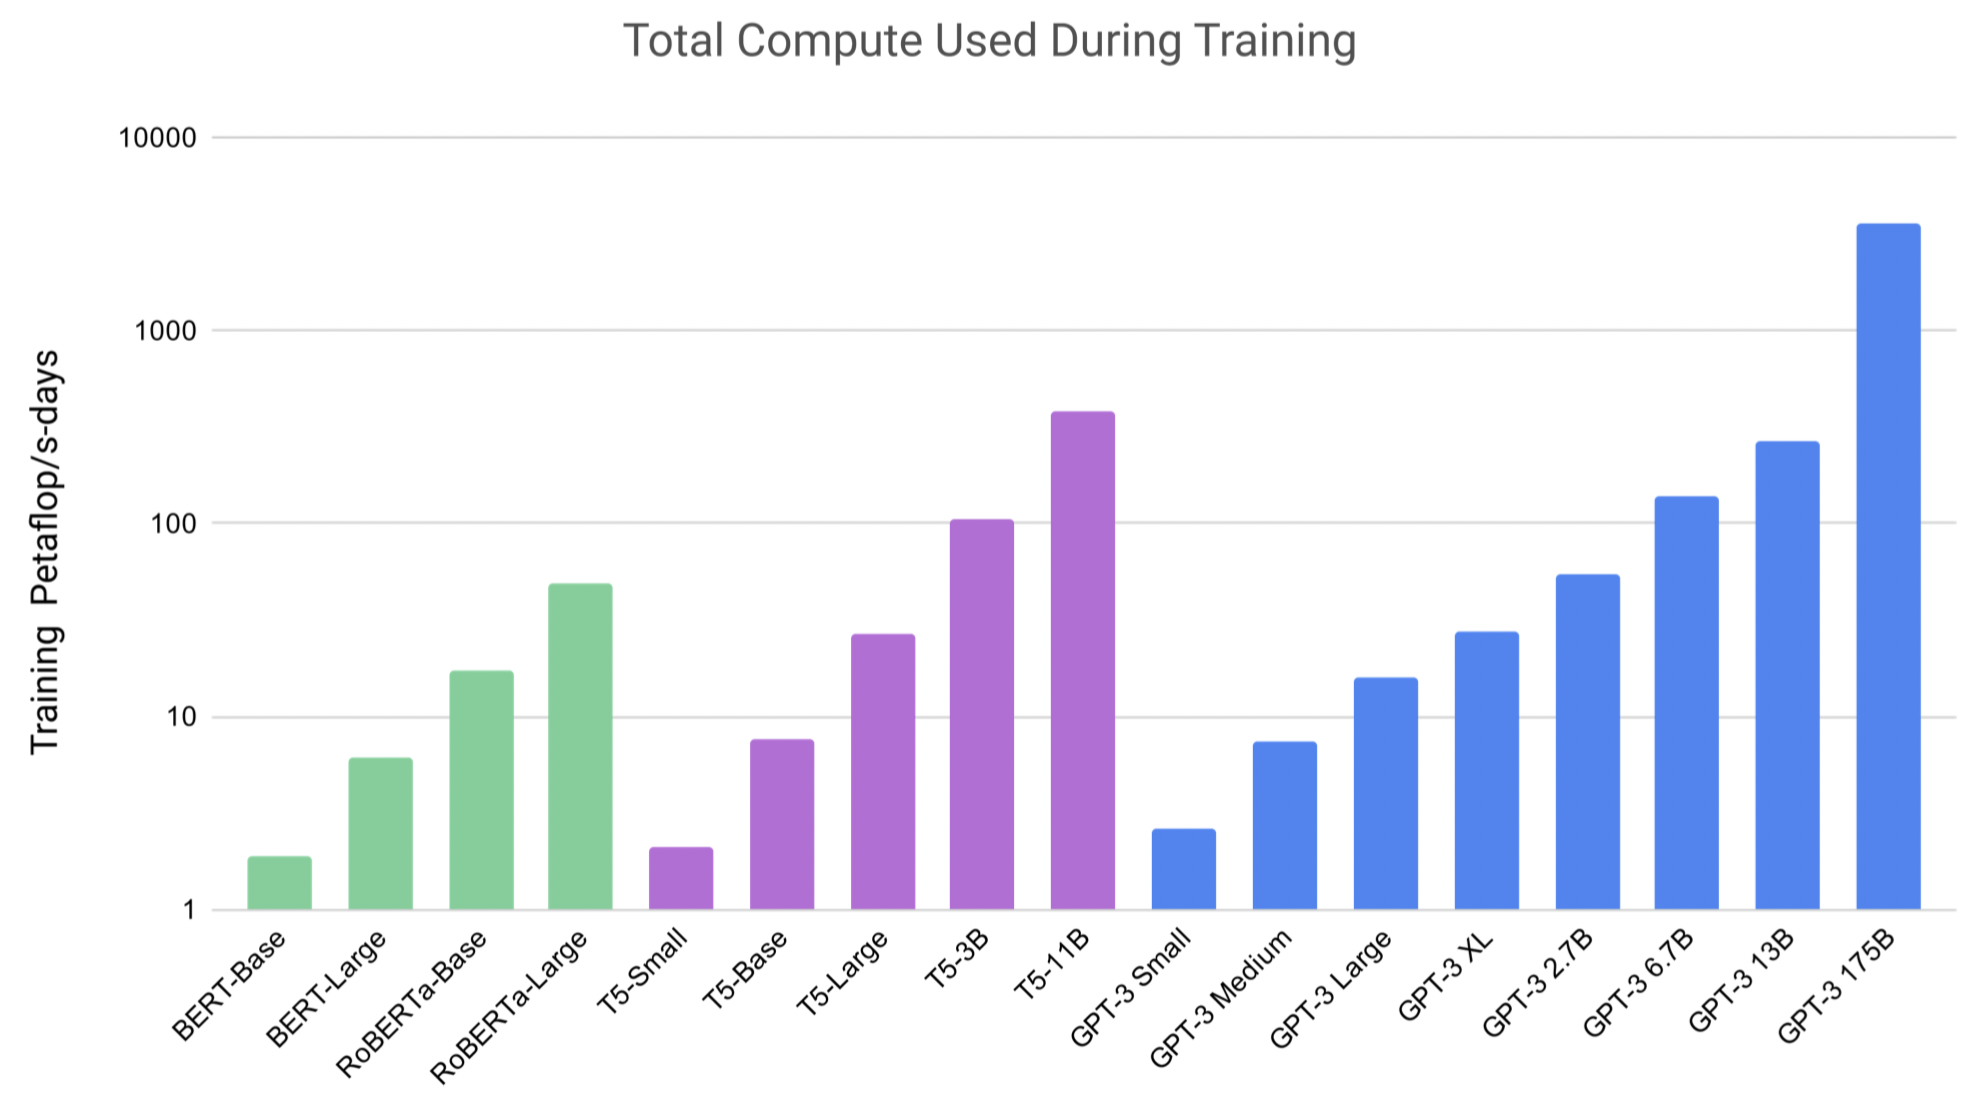 Total Compute Used During Training
10000
1000
100
10
1
Training Petaflop/s-days
BERT-Base
BERT-Large
RoBERTa-Base
RoBERTa-Large
T5-Small
T5-Base
T5-Large
T5-3B
T5-11B
GPT-3 Small
GPT-3 Medium
GPT-3 Large
GPT-3 XL
GPT-3 2.7B
GPT-3 6.7B
GPT-3 13B
GPT-3 175B